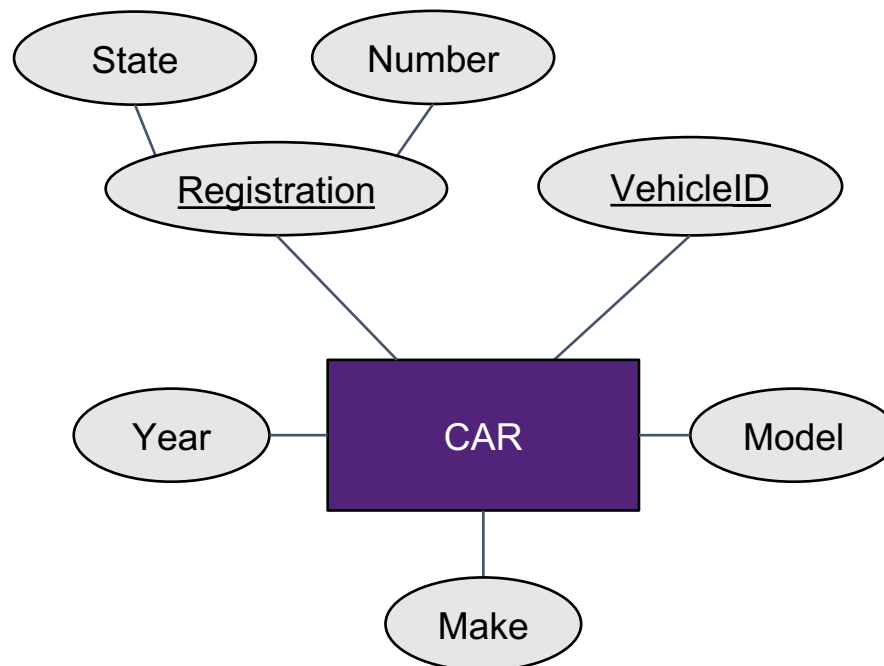 State
Number
Registration
VehicleID
Year
CAR
Model
Make